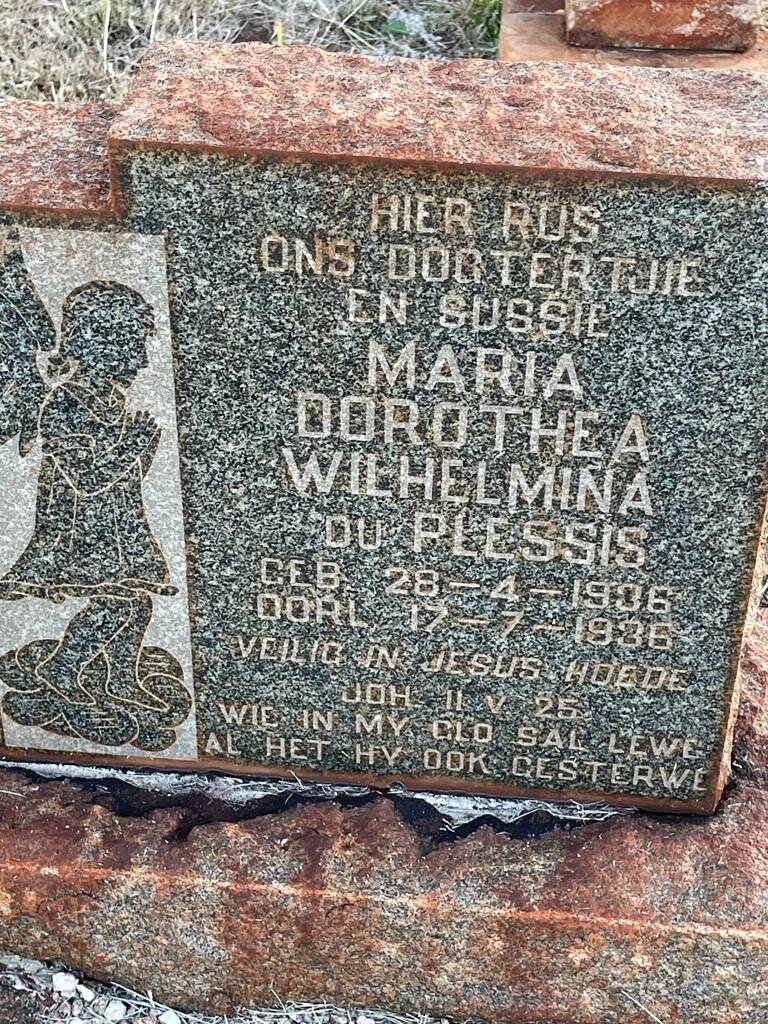 HIER RUS
ONS DOGTERTJIE
EN SUSSIE
MARIA
DOROTHEA
WILHELMINA
DU PLESSIS
GEB. 28-4-1936
OORL. 17-7-1936
VEILIG IN JESUS HOEDE
JOH. 11 V. 25.
WIE IN MY GLO SAL LEWE
AL HET HY OOK GESTERWE